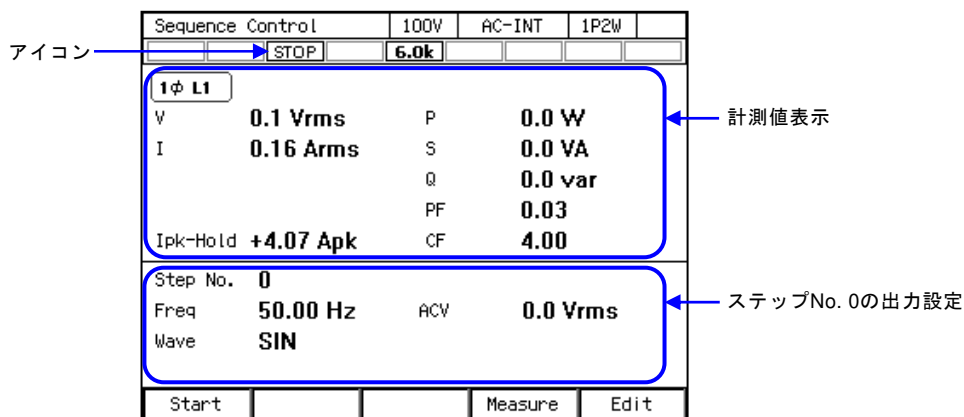 Sequence Control 100V AC-INT 1P2W
アイコン STOP 6.0k
1φ L1
V 0.1 Vrms P 0.0 W
計測値表示
I 0.16 Arms S 0.0 VA
Q 0.0 var
PF 0.03
Ipk-Hold +4.07 Apk CF 4.00
Step No. 0
ステップNo. 0の出力設定
Freq 50.00 Hz ACV 0.0 Vrms
Wave SIN
Start Measure Edit